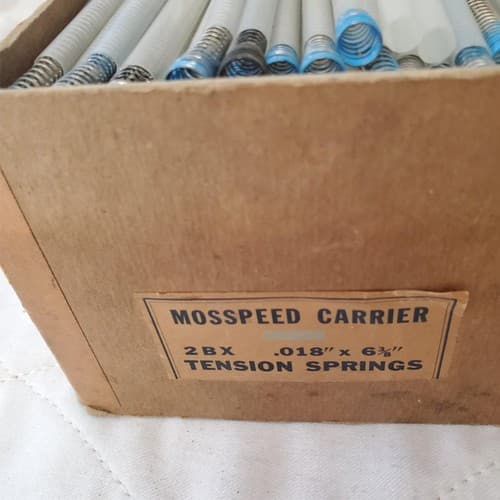 MOSSPEED CARRIER
2BX .018" x 6⅜"
TENSION SPRINGS